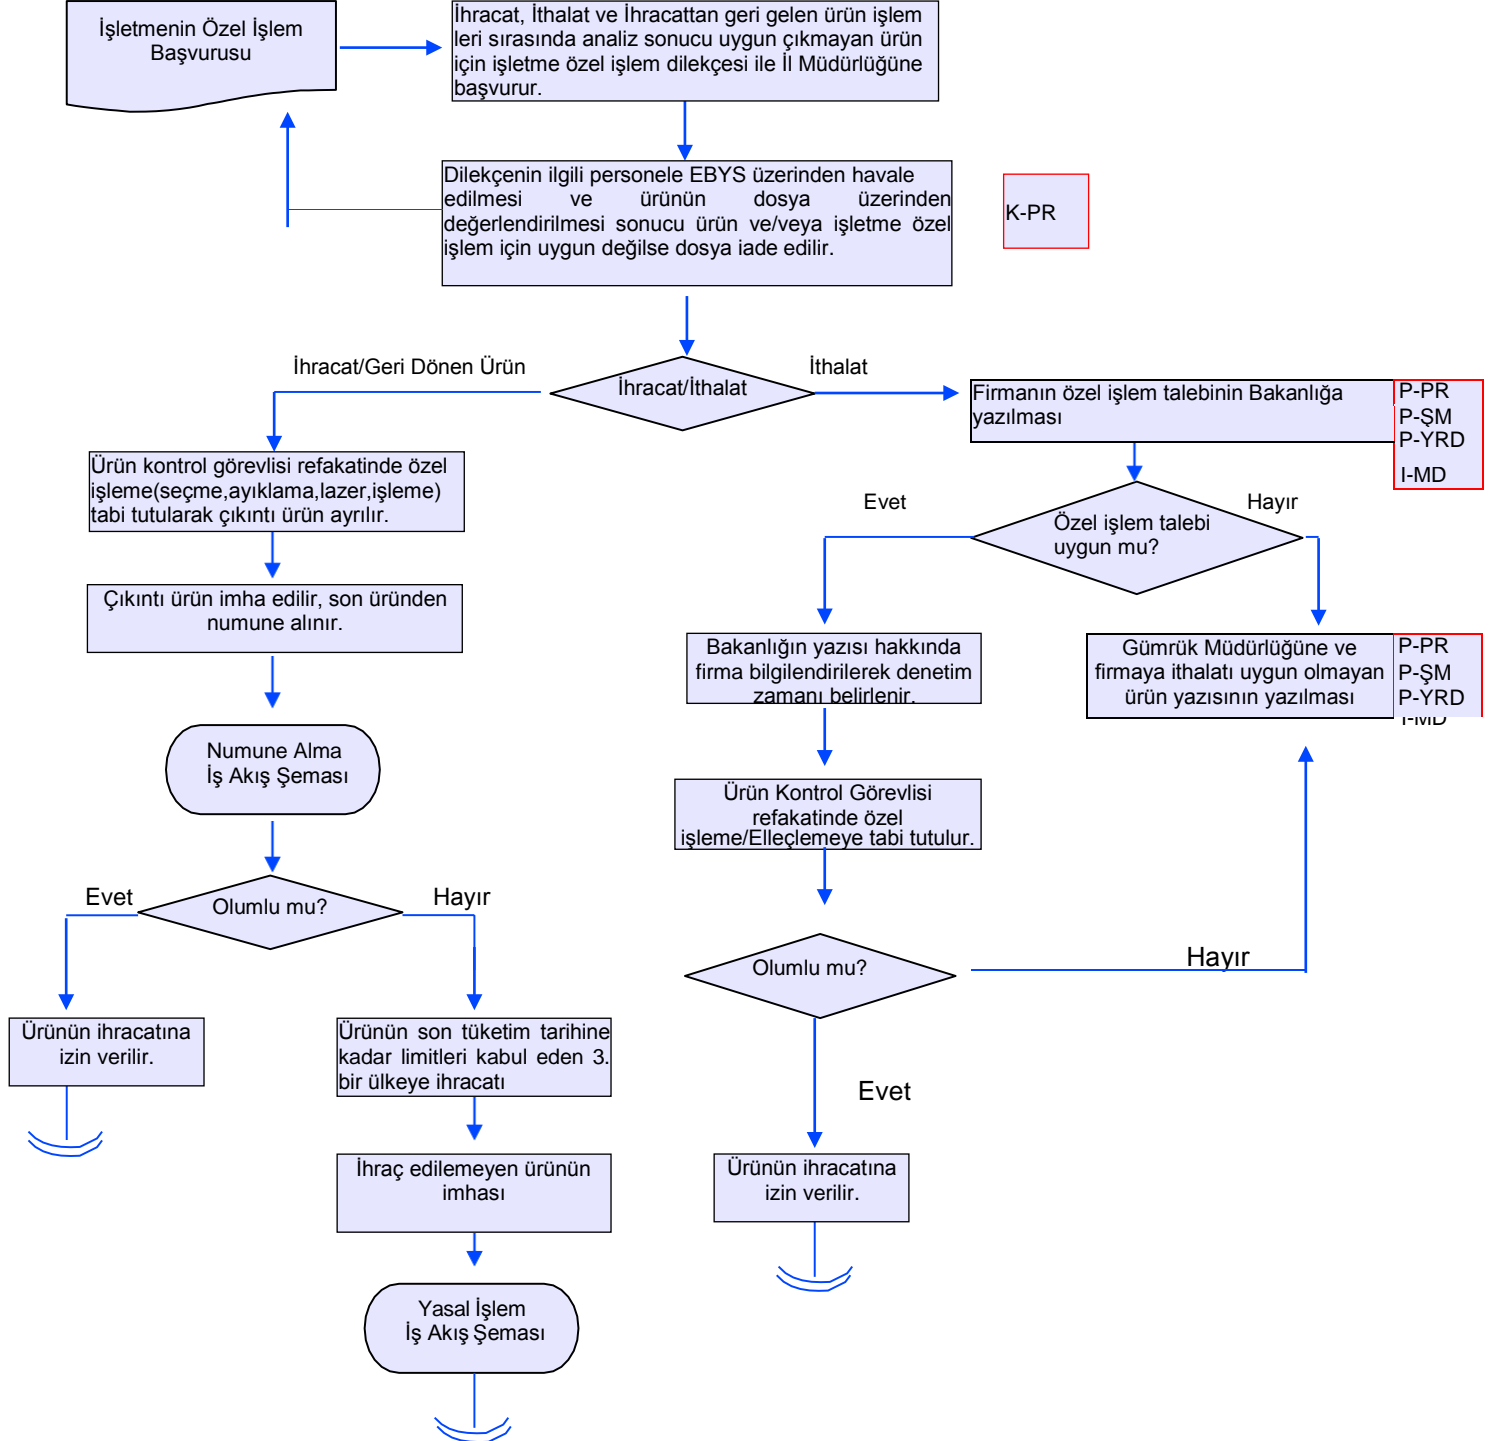 İşletmenin Özel İşlem
Başvurusu
İhracat, İthalat ve İhracattan geri gelen ürün işlem
leri sırasında analiz sonucu uygun çıkmayan ürün
için işletme özel işlem dilekçesi ile İl Müdürlüğüne
başvurur.
Dilekçenin ilgili personele EBYS üzerinden havale
edilmesi ve ürünün dosya üzerinden
değerlendirilmesi sonucu ürün ve/veya işletme özel
işlem için uygun değilse dosya iade edilir.
K-PR
İhracat/Geri Dönen Ürün
İhracat/İthalat
İthalat
Firmanın özel işlem talebinin Bakanlığa
yazılması
P-PR
P-ŞM
P-YRD
I-MD
Ürün kontrol görevlisi refakatinde özel
işleme(seçme,ayıklama,lazer,işleme)
tabi tutularak çıkıntı ürün ayrılır.
Evet
Hayır
Özel işlem talebi
uygun mu?
Çıkıntı ürün imha edilir, son üründen
numune alınır.
Bakanlığın yazısı hakkında
firma bilgilendirilerek denetim
zamanı belirlenir.
Gümrük Müdürlüğüne ve
firmaya ithalatı uygun olmayan
ürün yazısının yazılması
P-PR
P-ŞM
P-YRD
I-MD
Numune Alma
İş Akış Şeması
Ürün Kontrol Görevlisi
refakatinde özel
işleme/Elleçlemeye tabi tutulur.
Evet
Olumlu mu?
Hayır
Olumlu mu?
Hayır
Ürünün ihracatına
izin verilir.
Ürünün son tüketim tarihine
kadar limitleri kabul eden 3.
bir ülkeye ihracatı
Evet
İhraç edilemeyen ürünün
imhası
Ürünün ihracatına
izin verilir.
Yasal İşlem
İş Akış Şeması